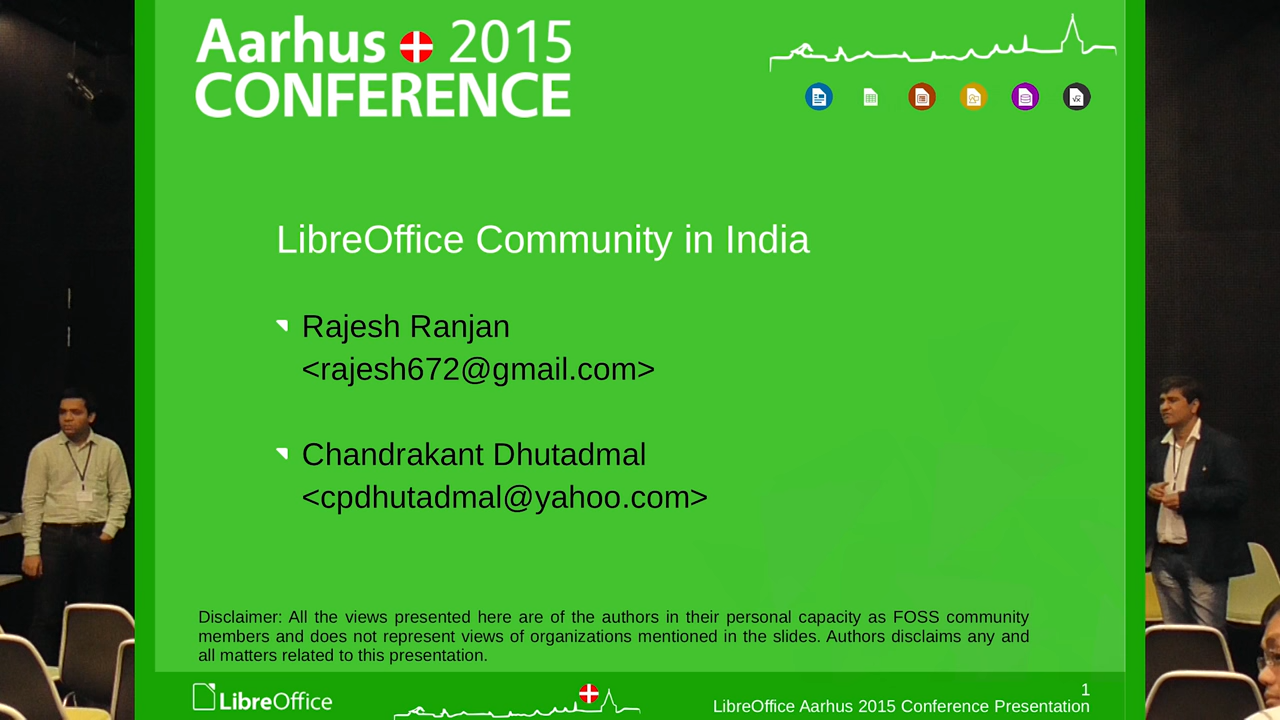 Aarhus 2015
CONFERENCE
LibreOffice Community in India
Rajesh Ranjan
<rajesh672@gmail.com>
Chandrakant Dhutadmal
<cpdhutadmal@yahoo.com>
Disclaimer: All the views presented here are of the authors in their personal capacity as FOSS community
members and does not represent views of organizations mentioned in the slides. Authors disclaims any and
all matters related to this presentation.
LibreOffice
1
LibreOffice Aarhus 2015 Conference Presentation